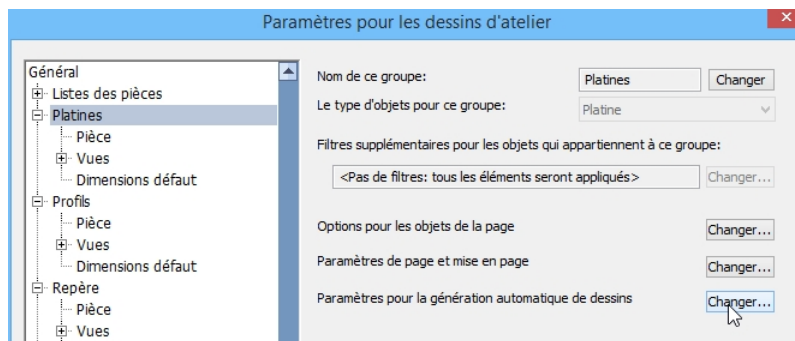 Paramètres pour les dessins d'atelier
Général
Listes des pièces
Platines
Pièce
Vues
Dimensions défaut
Profils
Pièce
Vues
Dimensions défaut
Repère
Pièce
Vues
Nom de ce groupe: Platines Changer
Le type d'objets pour ce groupe: Platine
Filtres supplémentaires pour les objets qui appartiennent à ce groupe:
<Pas de filtres: tous les éléments seront appliqués> Changer...
Options pour les objets de la page Changer...
Paramètres de page et mise en page Changer...
Paramètres pour la génération automatique de dessins Changer...